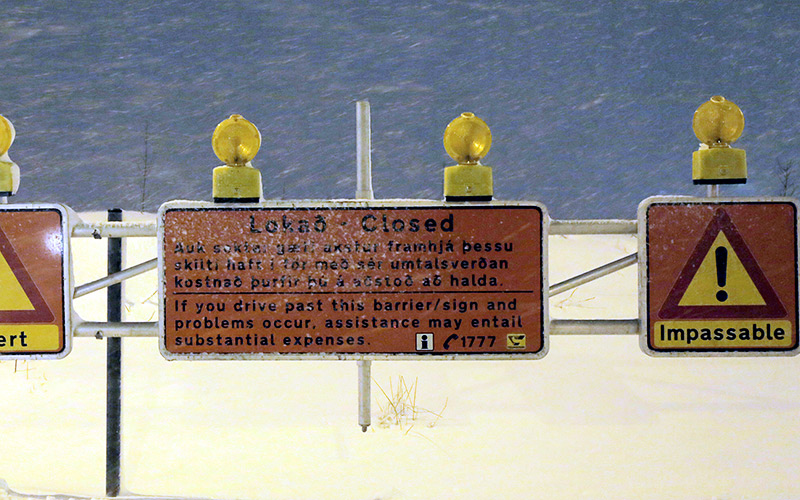 ert
Lokað - Closed
Auk sektar gæti akstur framhjá þessu
skilti haft í för með sér umtalsverðan
kostnað þurfir þú á aðstoð að halda.
If you drive past this barrier/sign and
problems occur, assistance may entail
substantial expenses.
i 1777
Impassable